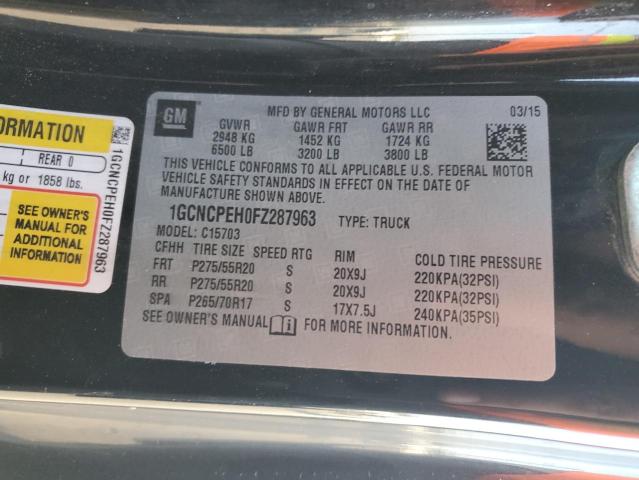 ORMATION
REAR 0
kg or 1858 lbs.
SEE OWNER'S
MANUAL FOR
ADDITIONAL
INFORMATION
1GCNCPEH0FZ287963
GM
MFD BY GENERAL MOTORS LLC 03/15
GVWR GAWR FRT GAWR RR
2948 KG 1452 KG 1724 KG
6500 LB 3200 LB 3800 LB
THIS VEHICLE CONFORMS TO ALL APPLICABLE U.S. FEDERAL MOTOR
VEHICLE SAFETY STANDARDS IN EFFECT ON THE DATE OF
MANUFACTURE SHOWN ABOVE.
1GCNCPEH0FZ287963 TYPE: TRUCK
MODEL: C15703
CFHH TIRE SIZE SPEED RTG RIM COLD TIRE PRESSURE
FRT P275/55R20 S 20X9J 220KPA(32PSI)
RR P275/55R20 S 20X9J 220KPA(32PSI)
SPA P265/70R17 S 17X7.5J 240KPA(35PSI)
SEE OWNER'S MANUAL FOR MORE INFORMATION.